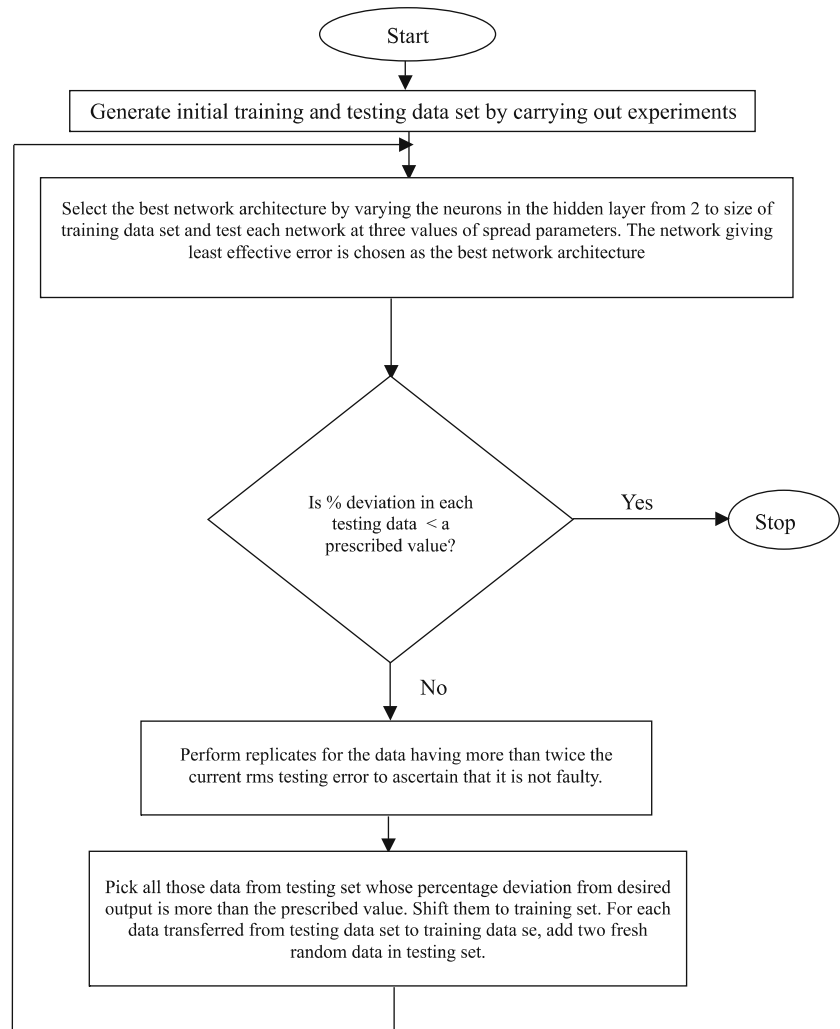 Start
Generate initial training and testing data set by carrying out experiments
Select the best network architecture by varying the neurons in the hidden layer from 2 to size of
training data set and test each network at three values of spread parameters. The network giving
least effective error is chosen as the best network architecture
Is % deviation in each
testing data < a
prescribed value?
Yes
Stop
No
Perform replicates for the data having more than twice the
current rms testing error to ascertain that it is not faulty.
Pick all those data from testing set whose percentage deviation from desired
output is more than the prescribed value. Shift them to training set. For each
data transferred from testing data set to training data se, add two fresh
random data in testing set.